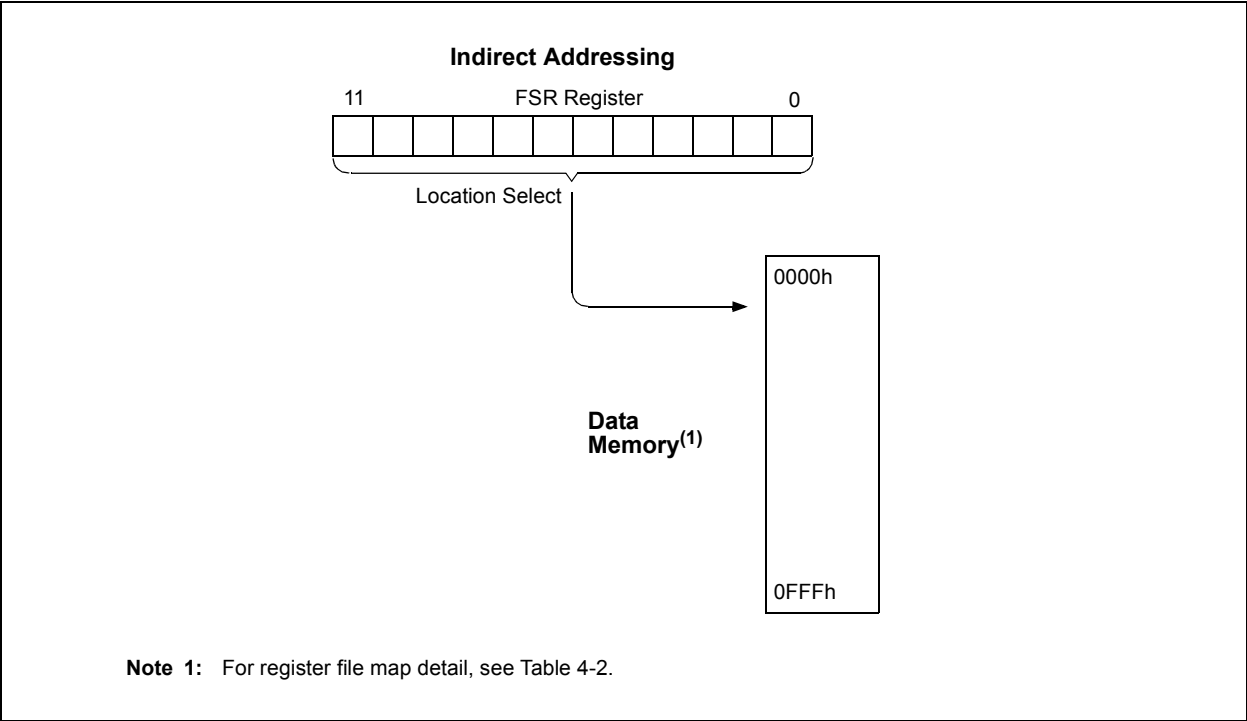 Indirect Addressing
11 FSR Register 0
Location Select
0000h
Data
Memory(1)
0FFFh
Note 1: For register file map detail, see Table 4-2.